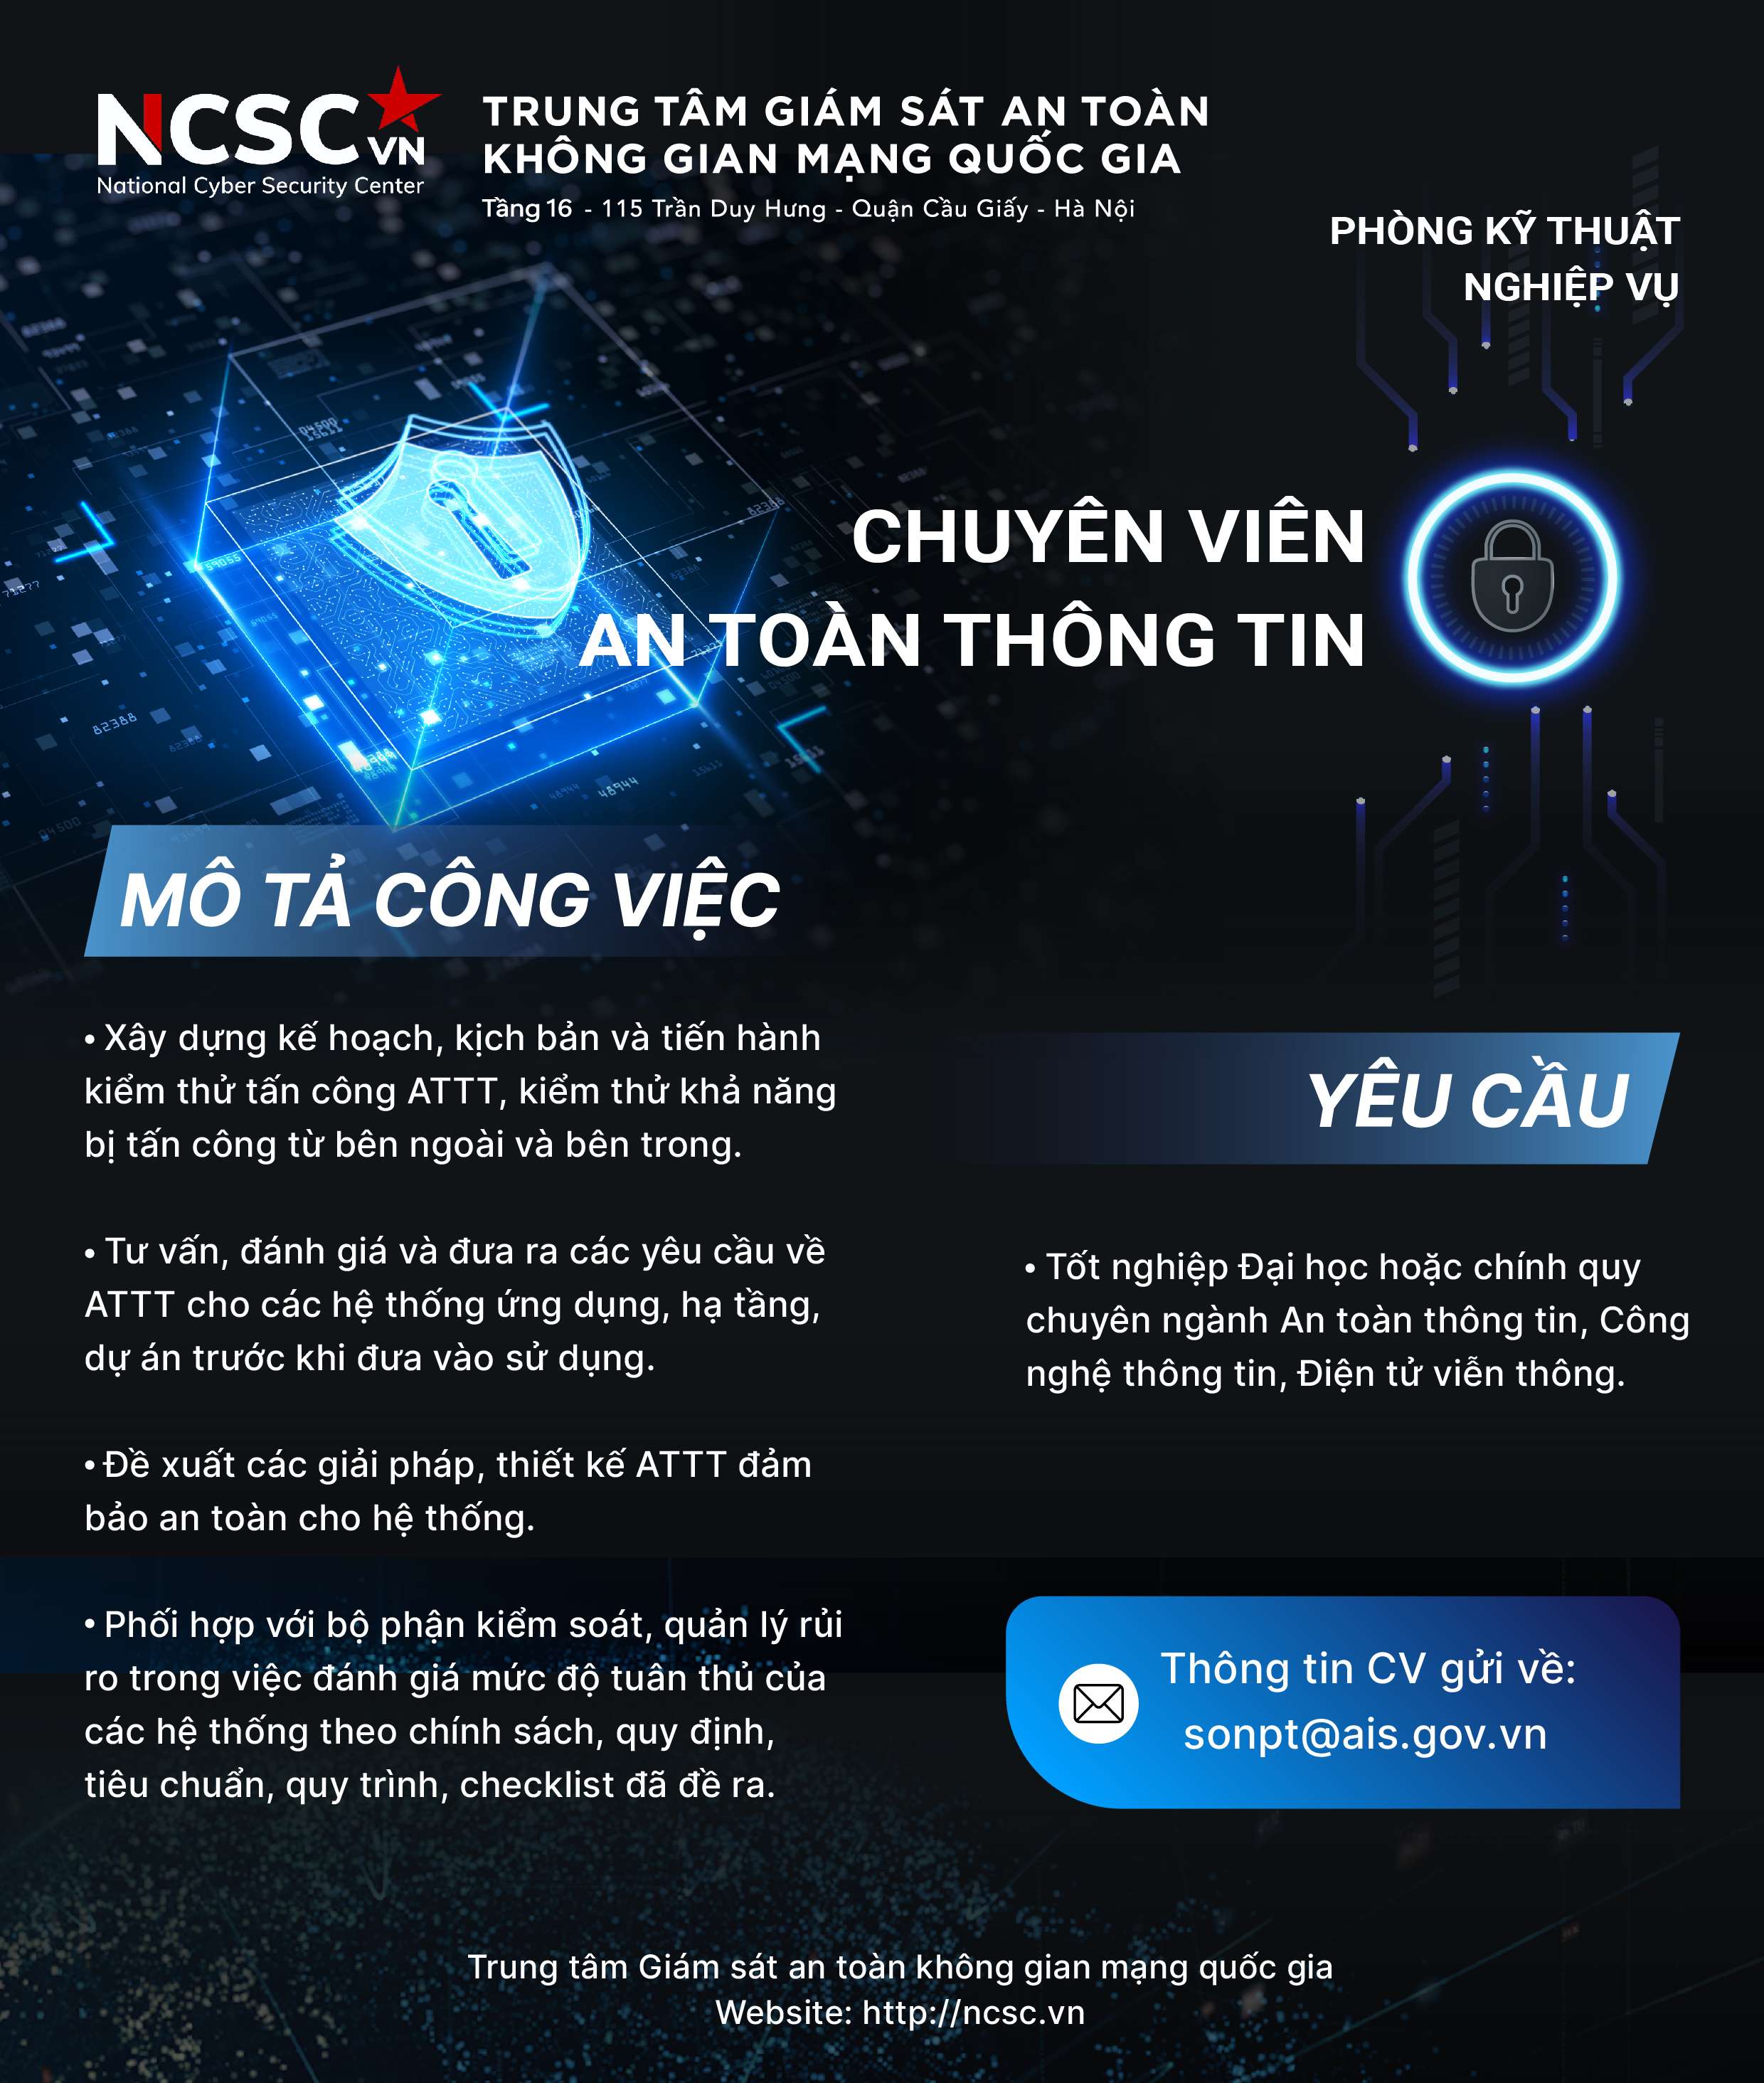 NCSC VN
National Cyber Security Center
TRUNG TÂM GIÁM SÁT AN TOÀN
KHÔNG GIAN MẠNG QUỐC GIA
Tầng 16 - 115 Trần Duy Hưng - Quận Cầu Giấy - Hà Nội
PHÒNG KỸ THUẬT
NGHIỆP VỤ
CHUYÊN VIÊN
AN TOÀN THÔNG TIN
MÔ TẢ CÔNG VIỆC
• Xây dựng kế hoạch, kịch bản và tiến hành
kiểm thử tấn công ATTT, kiểm thử khả năng
bị tấn công từ bên ngoài và bên trong.
• Tư vấn, đánh giá và đưa ra các yêu cầu về
ATTT cho các hệ thống ứng dụng, hạ tầng,
dự án trước khi đưa vào sử dụng.
• Đề xuất các giải pháp, thiết kế ATTT đảm
bảo an toàn cho hệ thống.
• Phối hợp với bộ phận kiểm soát, quản lý rủi
ro trong việc đánh giá mức độ tuân thủ của
các hệ thống theo chính sách, quy định,
tiêu chuẩn, quy trình, checklist đã đề ra.
YÊU CẦU
• Tốt nghiệp Đại học hoặc chính quy
chuyên ngành An toàn thông tin, Công
nghệ thông tin, Điện tử viễn thông.
Thông tin CV gửi về:
sonpt@ais.gov.vn
Trung tâm Giám sát an toàn không gian mạng quốc gia
Website: http://ncsc.vn